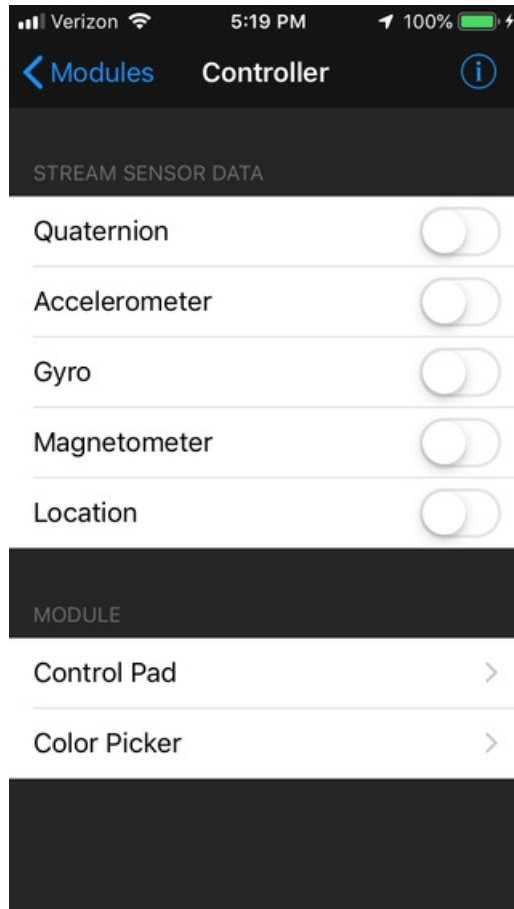 Verizon 5:19 PM 100%
Modules Controller i
STREAM SENSOR DATA
Quaternion
Accelerometer
Gyro
Magnetometer
Location
MODULE
Control Pad
Color Picker